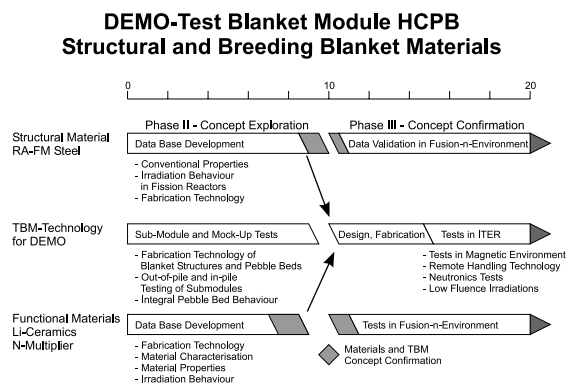 DEMO-Test Blanket Module HCPB
Structural and Breeding Blanket Materials
0 10 20
Phase II - Concept Exploration Phase III - Concept Confirmation
Structural Material
RA-FM Steel
Data Base Development Data Validation in Fusion-n-Environment
- Conventional Properties
- Irradiation Behaviour
in Fission Reactors
- Fabrication Technology
TBM-Technology
for DEMO
Sub-Module and Mock-Up Tests Design, Fabrication Tests in ITER
- Fabrication Technology of
Blanket Structures and Pebble Beds
- Out-of-pile and in-pile
Testing of Submodules
- Integral Pebble Bed Behaviour
- Tests in Magnetic Environment
- Remote Handling Technology
- Neutronics Tests
- Low Fluence Irradiations
Functional Materials
Li-Ceramics
N-Multiplier
Data Base Development Tests in Fusion-n-Environment
- Fabrication Technology
- Material Characterisation
- Material Properties
- Irradiation Behaviour
Materials and TBM
Concept Confirmation